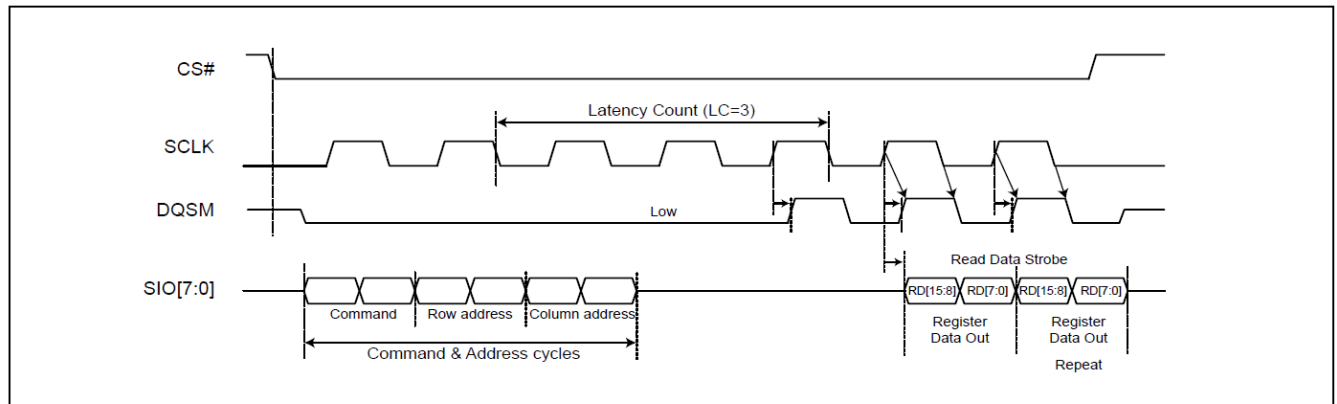 CS#
Latency Count (LC=3)
SCLK
DQSM
Low
Read Data Strobe
SIO[7:0]
RD[15:8] RD[7:0] RD[15:8] RD[7:0]
Command Row address Column address
Register Data Out
Register Data Out
Command & Address cycles
Repeat